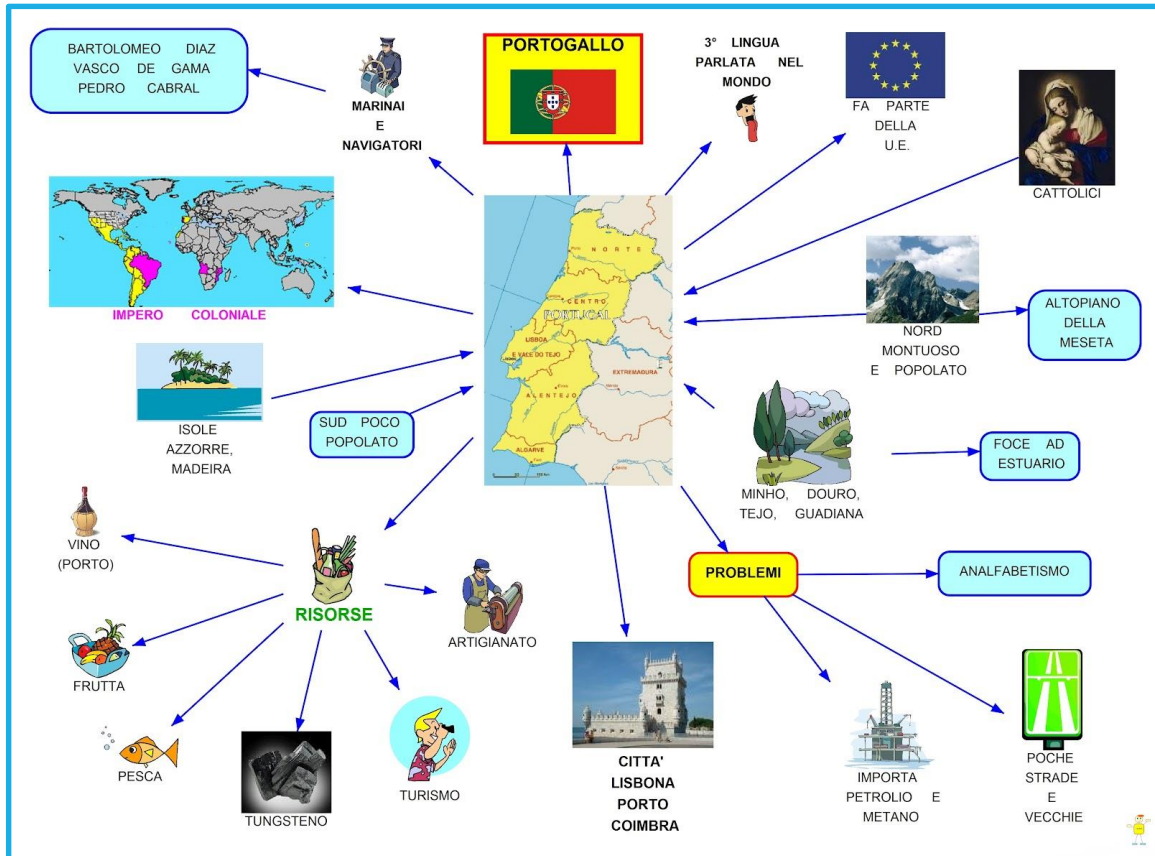 BARTOLOMEO DIAZ
VASCO DE GAMA
PEDRO CABRAL
MARINAI
E
NAVIGATORI
PORTOGALLO
3° LINGUA
PARLATA NEL
MONDO
FA PARTE
DELLA
U.E.
CATTOLICI
IMPERO COLONIALE
NORTE
CENTRO
PORTUGAL
LISBOA
E VALE DO TEJO
EXTREMADURA
ALENTEJO
ALGARVE
NORD
MONTUOSO
E POPOLATO
ALTOPIANO
DELLA
MESETA
ISOLE
AZZORRE,
MADEIRA
SUD POCO
POPOLATO
MINHO, DOURO,
TEJO, GUADIANA
FOCE AD
ESTUARIO
VINO
(PORTO)
RISORSE
ARTIGIANATO
PROBLEMI
ANALFABETISMO
FRUTTA
PESCA
TUNGSTENO
TURISMO
CITTA'
LISBONA
PORTO
COIMBRA
IMPORTA
PETROLIO E
METANO
POCHE
STRADE
E
VECCHIE